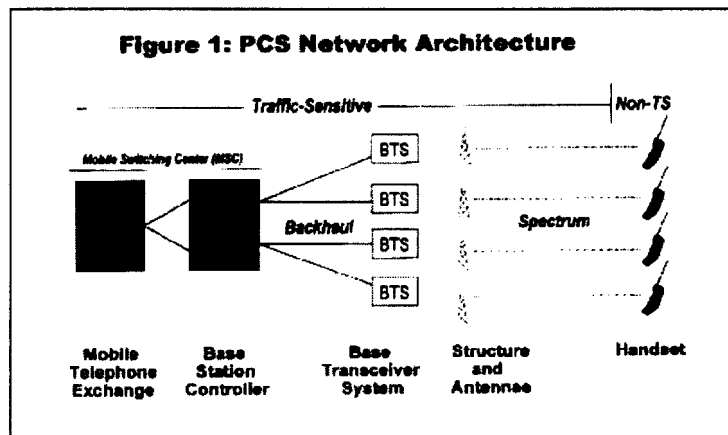 Figure 1: PCS Network Architecture
Traffic-Sensitive
Non-TS
Mobile Switching Center (MSC)
BTS
BTS
BTS
BTS
Backhaul
Spectrum
Mobile
Telephone
Exchange
Base
Station
Controller
Base
Transceiver
System
Structure
and
Antennae
Handset